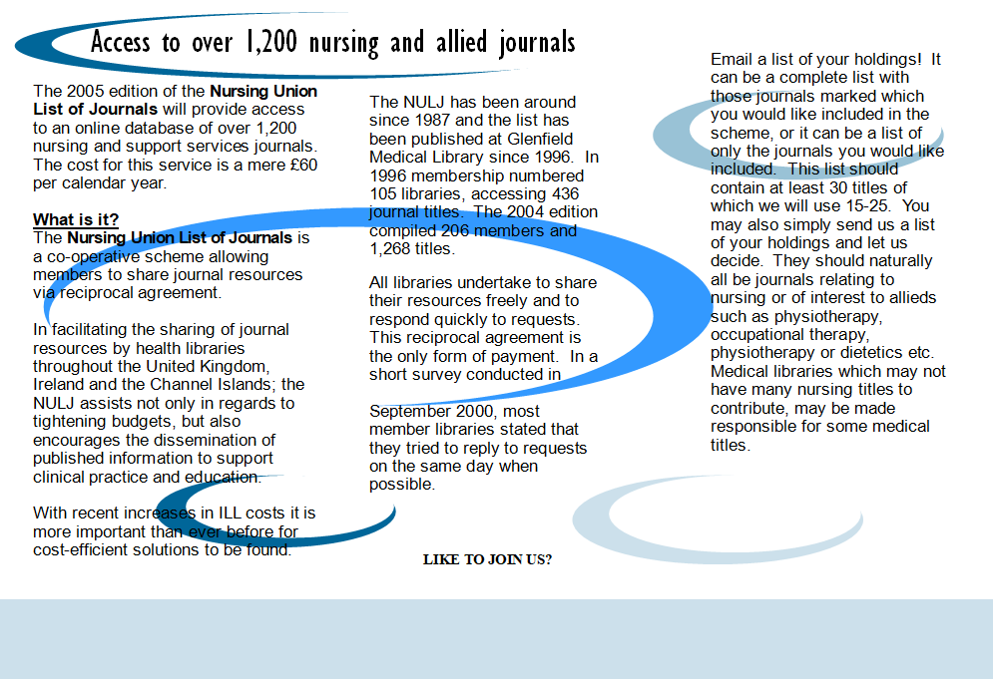 Access to over 1,200 nursing and allied journals
The 2005 edition of the Nursing Union
List of Journals will provide access
to an online database of over 1,200
nursing and support services journals.
The cost for this service is a mere £60
per calendar year.
What is it?
The Nursing Union List of Journals is
a co-operative scheme allowing
members to share journal resources
via reciprocal agreement.
In facilitating the sharing of journal
resources by health libraries
throughout the United Kingdom,
Ireland and the Channel Islands; the
NULJ assists not only in regards to
tightening budgets, but also
encourages the dissemination of
published information to support
clinical practice and education.
With recent increases in ILL costs it is
more important than ever before for
cost-efficient solutions to be found.
The NULJ has been around
since 1987 and the list has
been published at Glenfield
Medical Library since 1996.  In
1996 membership numbered
105 libraries, accessing 436
journal titles.  The 2004 edition
compiled 206 members and
1,268 titles.
All libraries undertake to share
their resources freely and to
respond quickly to requests.
This reciprocal agreement is
the only form of payment.  In a
short survey conducted in
September 2000, most
member libraries stated that
they tried to reply to requests
on the same day when
possible.
LIKE TO JOIN US?
Email a list of your holdings!  It
can be a complete list with
those journals marked which
you would like included in the
scheme, or it can be a list of
only the journals you would like
included.  This list should
contain at least 30 titles of
which we will use 15-25.  You
may also simply send us a list
of your holdings and let us
decide.  They should naturally
all be journals relating to
nursing or of interest to allieds
such as physiotherapy,
occupational therapy,
physiotherapy or dietetics etc.
Medical libraries which may not
have many nursing titles to
contribute, may be made
responsible for some medical
titles.